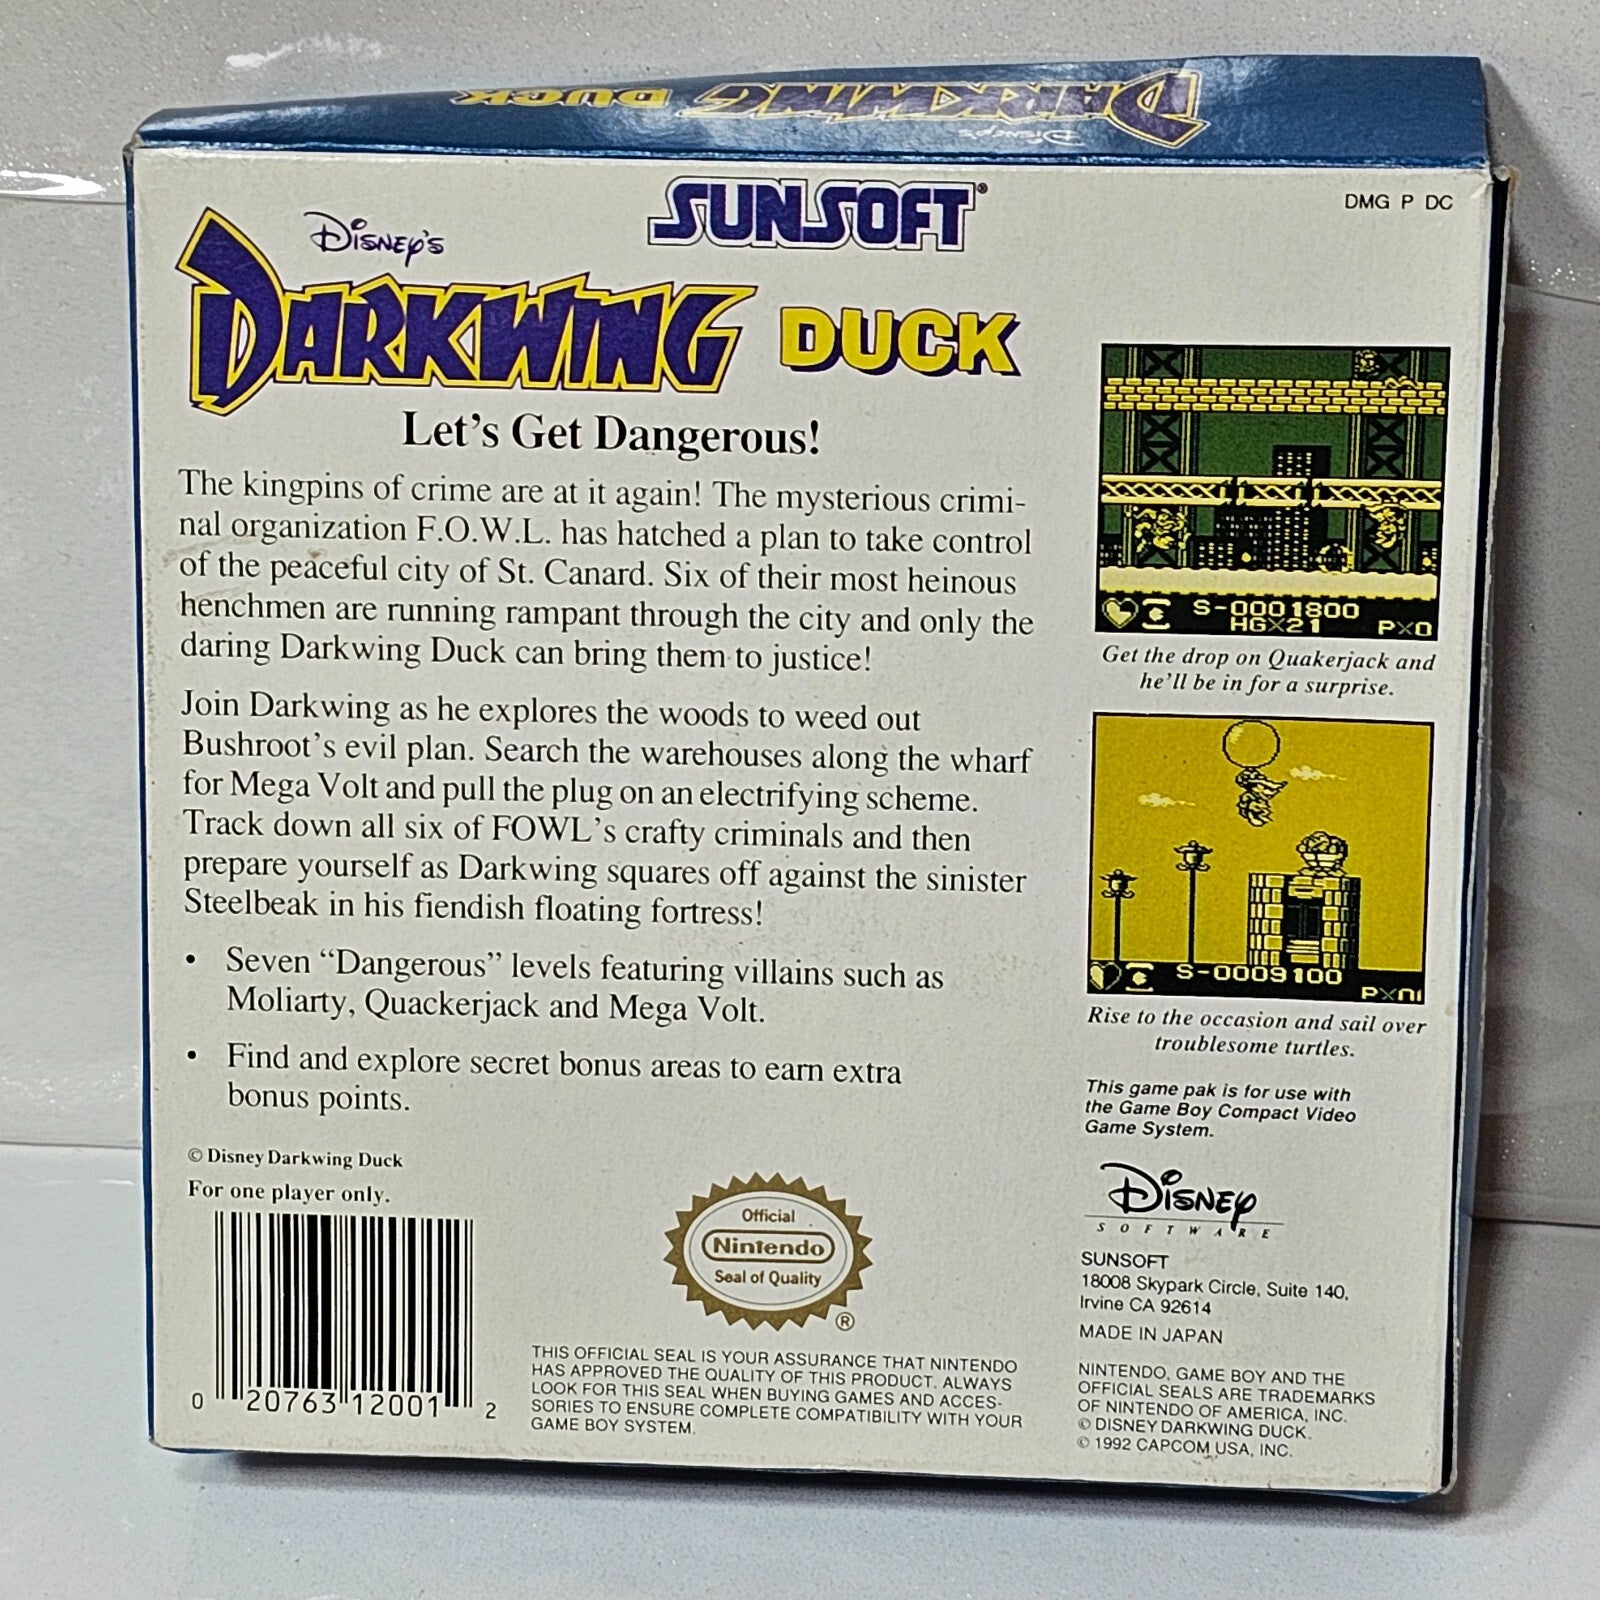 DISNEY'S
DARKWING DUCK
SUNSOFT®
DMG P DC
DISNEY'S
DARKWING DUCK
Let's Get Dangerous!
The kingpins of crime are at it again! The mysterious crimi-
nal organization F.O.W.L. has hatched a plan to take control
of the peaceful city of St. Canard. Six of their most heinous
henchmen are running rampant through the city and only the
daring Darkwing Duck can bring them to justice!
Join Darkwing as he explores the woods to weed out
Bushroot's evil plan. Search the warehouses along the wharf
for Mega Volt and pull the plug on an electrifying scheme.
Track down all six of FOWL's crafty criminals and then
prepare yourself as Darkwing squares off against the sinister
Steelbeak in his fiendish floating fortress!
• Seven “Dangerous” levels featuring villains such as
Moliarty, Quackerjack and Mega Volt.
• Find and explore secret bonus areas to earn extra
bonus points.
© Disney Darkwing Duck
For one player only.
0 20763 12001 2
Official
Nintendo
Seal of Quality
®
THIS OFFICIAL SEAL IS YOUR ASSURANCE THAT NINTENDO
HAS APPROVED THE QUALITY OF THIS PRODUCT. ALWAYS
LOOK FOR THIS SEAL WHEN BUYING GAMES AND ACCES-
SORIES TO ENSURE COMPLETE COMPATIBILITY WITH YOUR
GAME BOY SYSTEM.
S-0001800
HG×21 P×0
Get the drop on Quakerjack and
he'll be in for a surprise.
S-0009100
Rise to the occasion and sail over
troublesome turtles.
This game pak is for use with
the Game Boy Compact Video
Game System.
DISNEY
SOFTWARE
SUNSOFT
18008 Skypark Circle, Suite 140,
Irvine CA 92614
MADE IN JAPAN
NINTENDO, GAME BOY AND THE
OFFICIAL SEALS ARE TRADEMARKS
OF NINTENDO OF AMERICA, INC.
© DISNEY DARKWING DUCK.
© 1992 CAPCOM USA, INC.